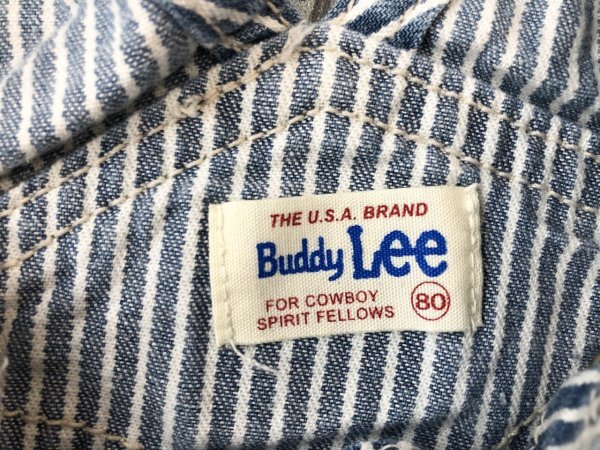 THE U.S.A. BRAND
Buddy Lee
FOR COWBOY
SPIRIT FELLOWS
80